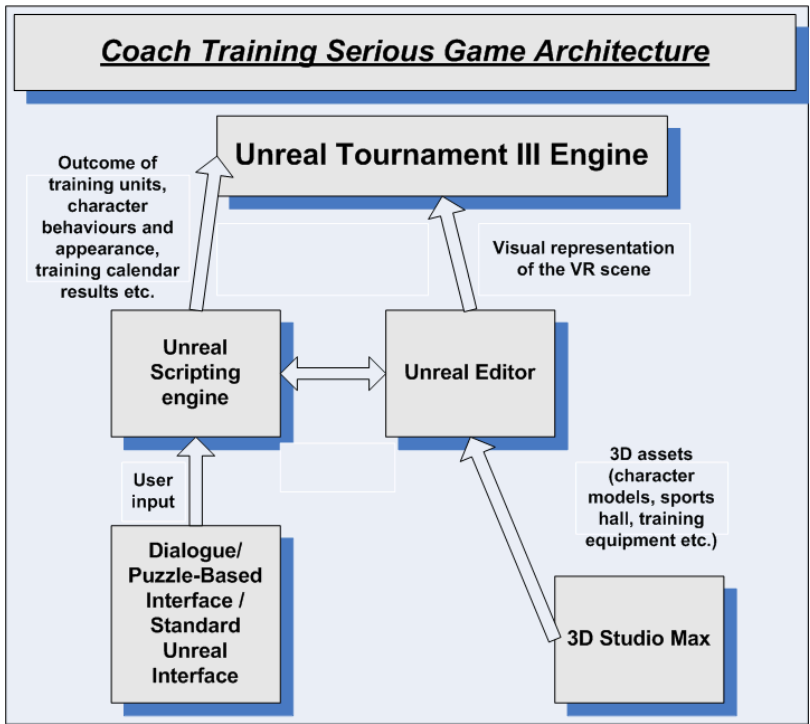 Coach Training Serious Game Architecture
Unreal Tournament III Engine
Outcome of
training units,
character
behaviours and
appearance,
training calendar
results etc.
Visual representation
of the VR scene
Unreal
Scripting
engine
Unreal Editor
User
input
3D assets
(character
models, sports
hall, training
equipment etc.)
Dialogue/
Puzzle-Based
Interface /
Standard
Unreal
Interface
3D Studio Max